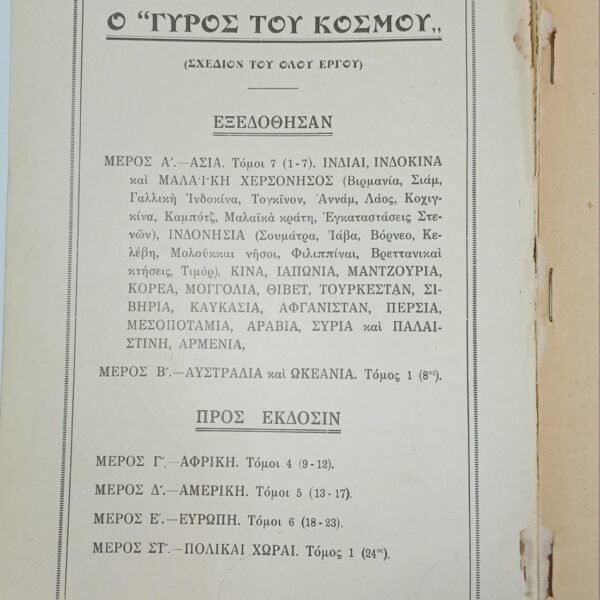 Ο “ΓΥΡΟΣ ΤΟΥ ΚΟΣΜΟΥ„
(ΣΧΕΔΙΟΝ ΤΟΥ ΟΛΟΥ ΕΡΓΟΥ)
ΕΞΕΔΟΘΗΣΑΝ
ΜΕΡΟΣ Α΄.—ΑΣΙΑ. Τόμοι 7 (1-7). ΙΝΔΙΑΙ, ΙΝΔΟΚΙΝΑ
καὶ ΜΑΛΑ·Ι·ΚΗ ΧΕΡΣΟΝΗΣΟΣ (Βιρμανία, Σιάμ,
Γαλλικὴ Ἰνδοκίνα, Τογκῖνον, Ἀννάμ, Λάος, Κοχιγ-
κίνα, Καμπότζ, Μαλαϊκὰ κράτη, Ἐγκαταστάσεις Στε-
νῶν), ΙΝΔΟΝΗΣΙΑ (Σουμάτρα, Ἰάβα, Βόρνεο, Κε-
λέβη, Μολοῦκκαι νῆσοι, Φιλιππίναι, Βρεττανικαὶ
κτήσεις, Τιμόρ), ΚΙΝΑ, ΙΑΠΩΝΙΑ, ΜΑΝΤΖΟΥΡΙΑ,
ΚΟΡΕΑ, ΜΟΓΓΟΛΙΑ, ΘΙΒΕΤ, ΤΟΥΡΚΕΣΤΑΝ, ΣΙ-
ΒΗΡΙΑ, ΚΑΥΚΑΣΙΑ, ΑΦΓΑΝΙΣΤΑΝ, ΠΕΡΣΙΑ,
ΜΕΣΟΠΟΤΑΜΙΑ, ΑΡΑΒΙΑ, ΣΥΡΙΑ καὶ ΠΑΛΑΙ-
ΣΤΙΝΗ, ΑΡΜΕΝΙΑ,
ΜΕΡΟΣ Β΄.—ΑΥΣΤΡΑΛΙΑ καὶ ΩΚΕΑΝΙΑ. Τόμος 1 (8ος).
ΠΡΟΣ ΕΚΔΟΣΙΝ
ΜΕΡΟΣ Γ΄.—ΑΦΡΙΚΗ. Τόμοι 4 (9-12).
ΜΕΡΟΣ Δ΄.—ΑΜΕΡΙΚΗ. Τόμοι 5 (13-17).
ΜΕΡΟΣ Ε΄.—ΕΥΡΩΠΗ. Τόμοι 6 (18-23).
ΜΕΡΟΣ ΣΤ΄—ΠΟΛΙΚΑΙ ΧΩΡΑΙ. Τόμος 1 (24ος).